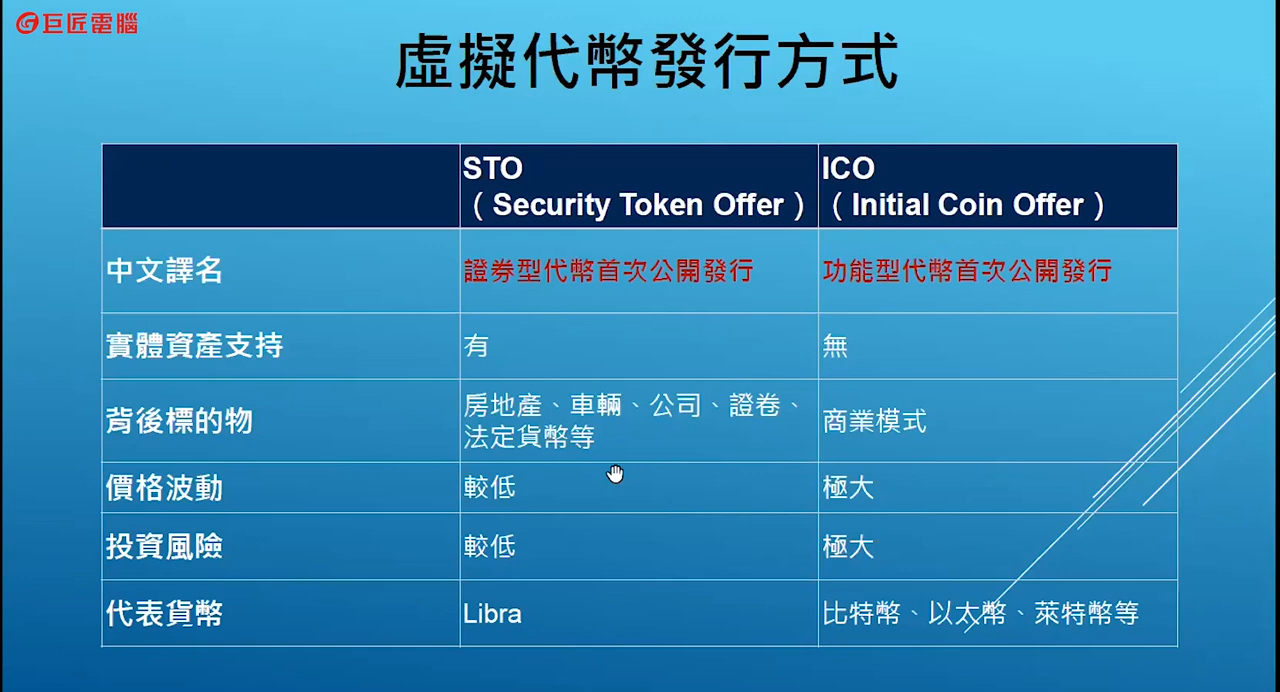 巨匠電腦
虛擬代幣發行方式
STO
(Security Token Offer)
ICO
(Initial Coin Offer)
中文譯名
證券型代幣首次公開發行
功能型代幣首次公開發行
實體資產支持
有
無
背後標的物
房地產、車輛、公司、證卷、
法定貨幣等
商業模式
價格波動
較低
極大
投資風險
較低
極大
代表貨幣
Libra
比特幣、以太幣、萊特幣等